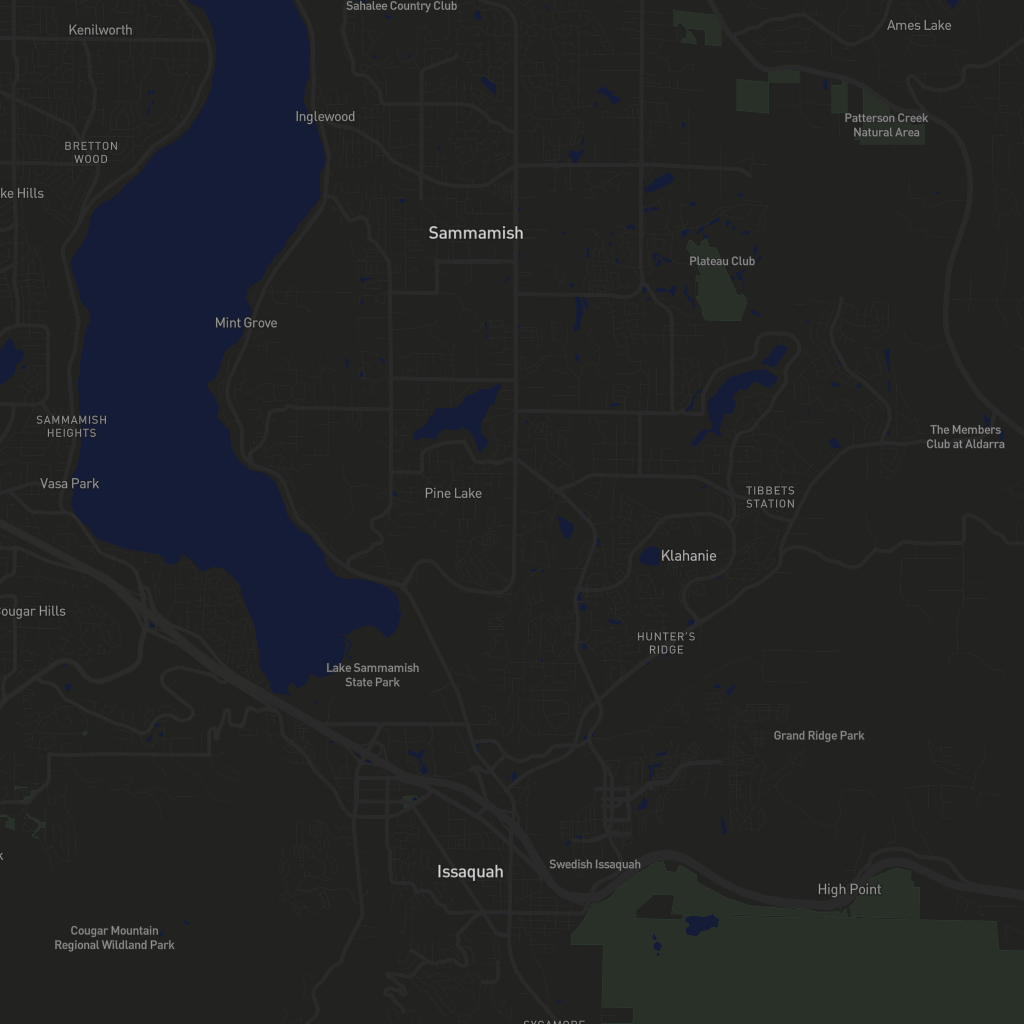 Sahalee Country Club
Kenilworth
Ames Lake
Inglewood
Patterson Creek
Natural Area
BRETTON
WOOD
ke Hills
Sammamish
Plateau Club
Mint Grove
SAMMAMISH
HEIGHTS
The Members
Club at Aldarra
Vasa Park
Pine Lake
TIBBETS
STATION
Klahanie
ougar Hills
HUNTER'S
RIDGE
Lake Sammamish
State Park
Grand Ridge Park
k
Swedish Issaquah
Issaquah
High Point
Cougar Mountain
Regional Wildland Park
SYCAMORE